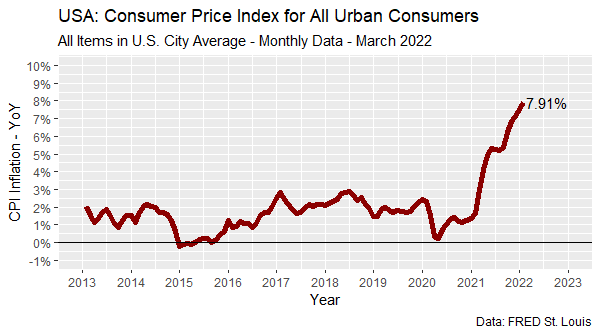 USA: Consumer Price Index for All Urban Consumers
All Items in U.S. City Average - Monthly Data - March 2022
CPI Inflation - YoY
10%
9%
8%
7%
6%
5%
4%
3%
2%
1%
0%
-1%
7.91%
2013 2014 2015 2016 2017 2018 2019 2020 2021 2022 2023
Year
Data: FRED St. Louis